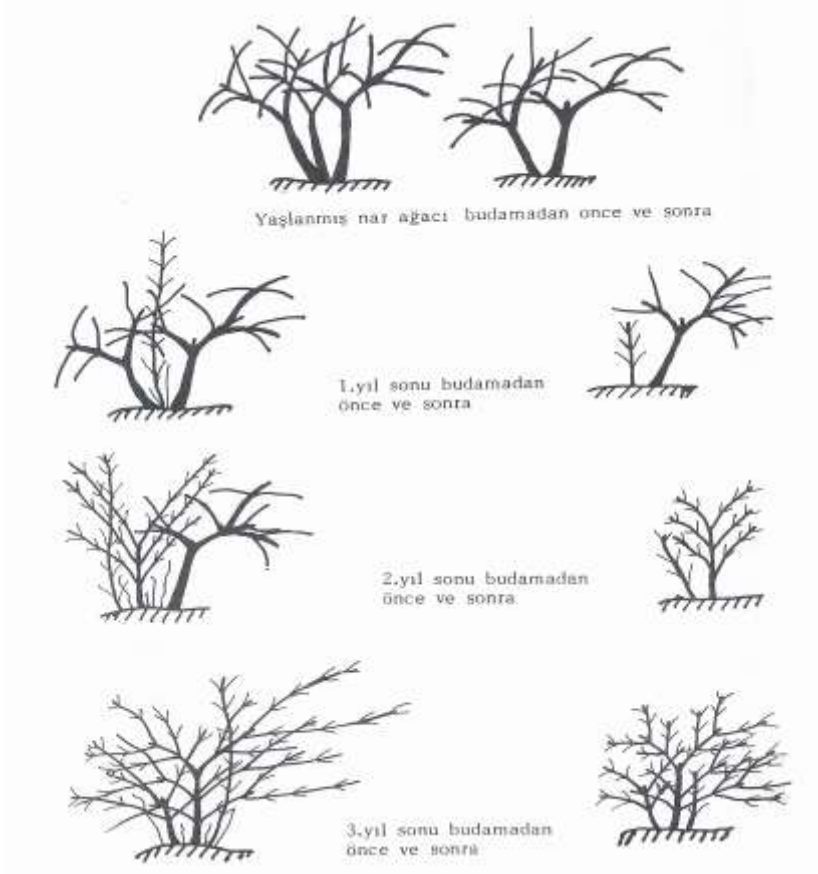 Yaşlanmış nar ağacı budamadan once ve sonra
1.yıl sonu budamadan
önce ve sonra
2.yıl sonu budamadan
önce ve sonra
3.yıl sonu budamadan
önce ve sonra